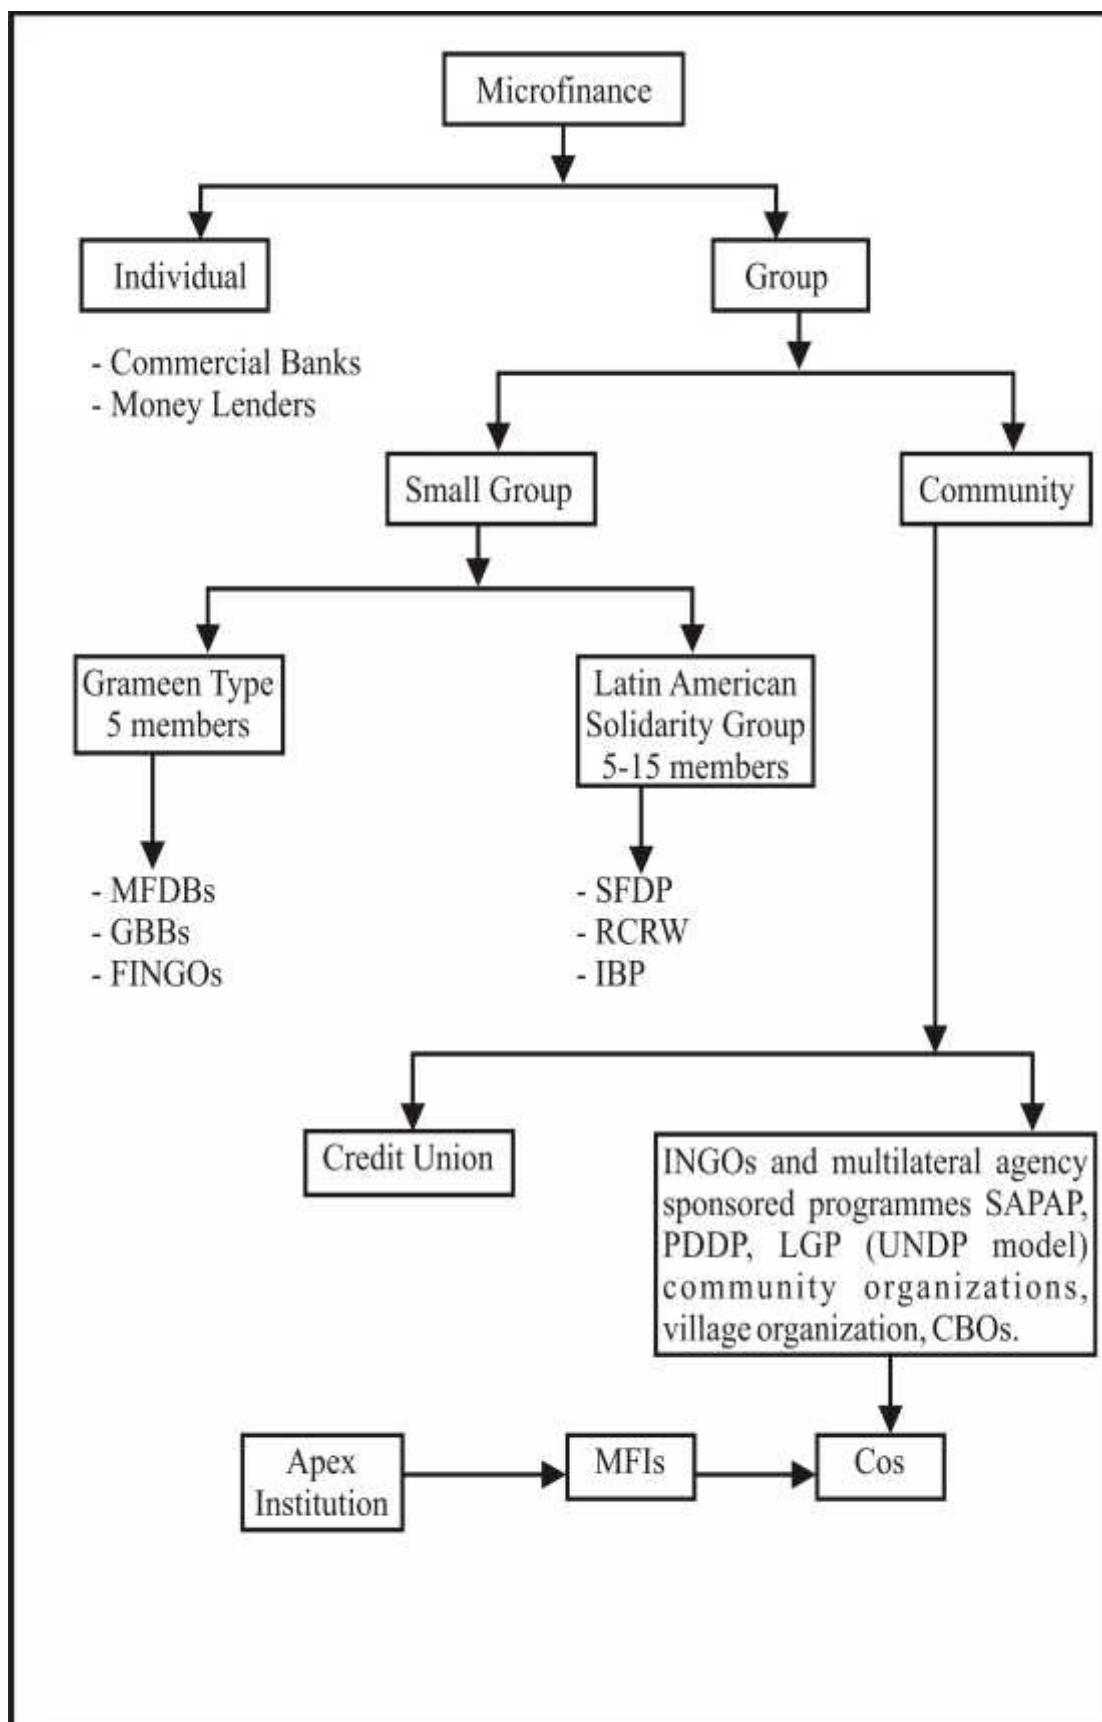 Microfinance
Individual
Group
- Commercial Banks
- Money Lenders
Small Group
Community
Grameen Type
5 members
Latin American
Solidarity Group
5-15 members
- MFDBs
- GBBs
- FINGOs
- SFDP
- RCRW
- IBP
Credit Union
INGOs and multilateral agency
sponsored programmes SAPAP,
PDDP, LGP (UNDP model)
community organizations,
village organization, CBOs.
Apex
Institution
MFIs
Cos